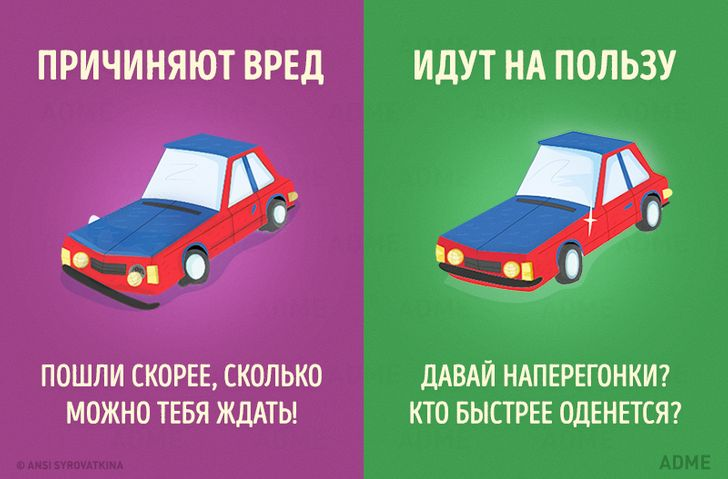 ПРИЧИНЯЮТ ВРЕД
ИДУТ НА ПОЛЬЗУ
ПОШЛИ СКОРЕЕ, СКОЛЬКО
МОЖНО ТЕБЯ ЖДАТЬ!
ДАВАЙ НАПЕРЕГОНКИ?
КТО БЫСТРЕЕ ОДЕНЕТСЯ?
© ANSI SYROVATKINA
ADME